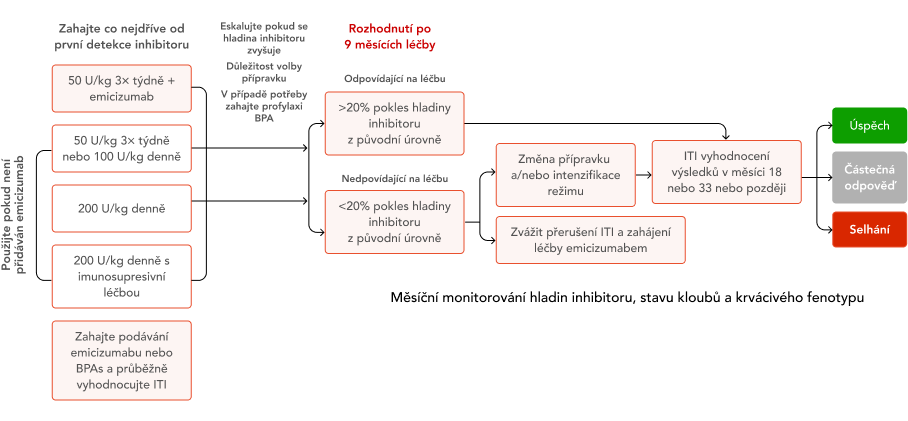 Zahajte co nejdříve od
první detekce inhibitoru
Použijte pokud není
přidáván emicizumab
50 U/kg 3× týdně +
emicizumab
50 U/kg 3× týdně
nebo 100 U/kg denně
200 U/kg denně
200 U/kg denně s
imunosupresivní
léčbou
Zahajte podávání
emicizumabu nebo
BPAs a průběžně
vyhodnocujte ITI
Eskalujte pokud se
hladina inhibitoru
zvyšuje
Důležitost volby
přípravku
V případě potřeby
zahajte profylaxi
BPA
Rozhodnutí po
9 měsících léčby
Odpovídající na léčbu
>20% pokles hladiny
inhibitoru
z původní úrovně
Nedpovídající na léčbu
<20% pokles hladiny
inhibitoru
z původní úrovně
Změna přípravku
a/nebo intenzifikace
režimu
Zvážit přerušení ITI a zahájení
léčby emicizumabem
ITI vyhodnocení
výsledků v měsíci 18
nebo 33 nebo později
Úspěch
Částečná
odpověď
Selhání
Měsíční monitorování hladin inhibitoru, stavu kloubů a krvácivého fenotypu